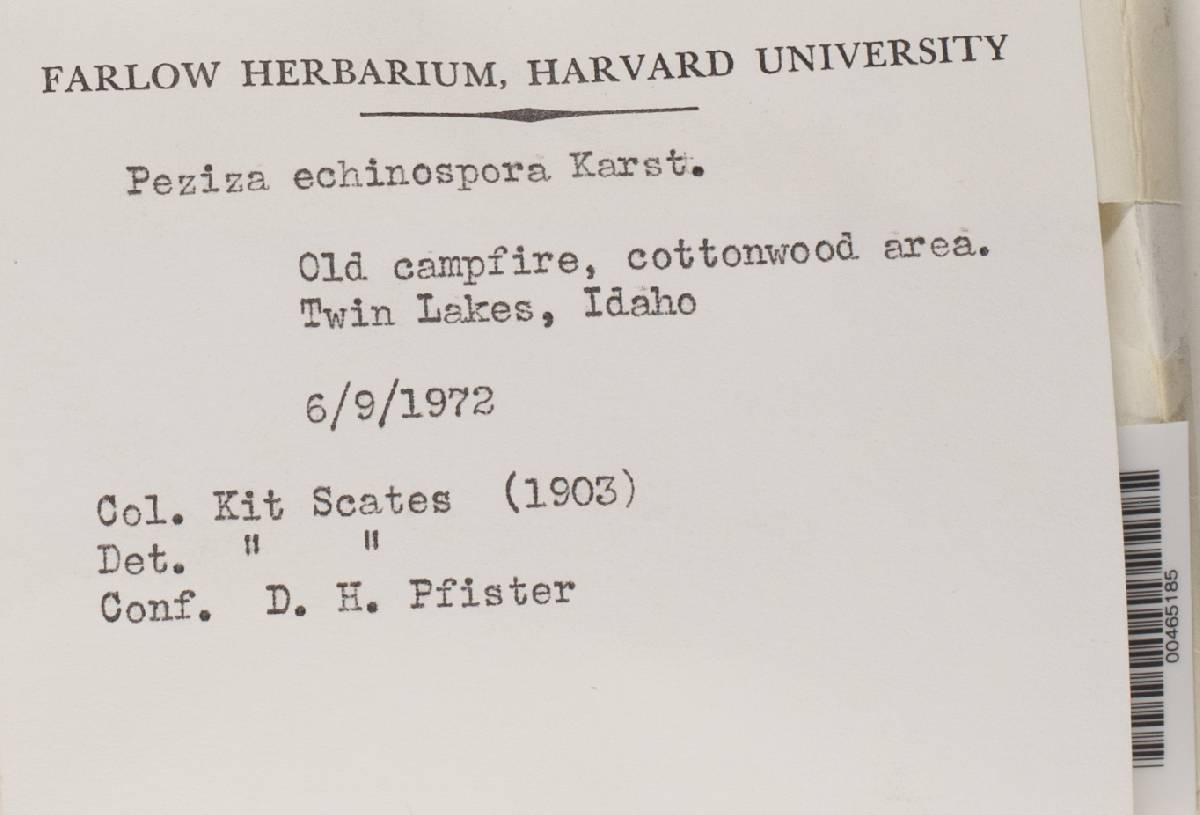 FARLOW HERBARIUM, HARVARD UNIVERSITY
Peziza echinospora Karst.
Old campfire, cottonwood area.
Twin Lakes, Idaho
6/9/1972
Col. Kit Scates (1903)
Det. " "
Conf. D. H. Pfister
00465185